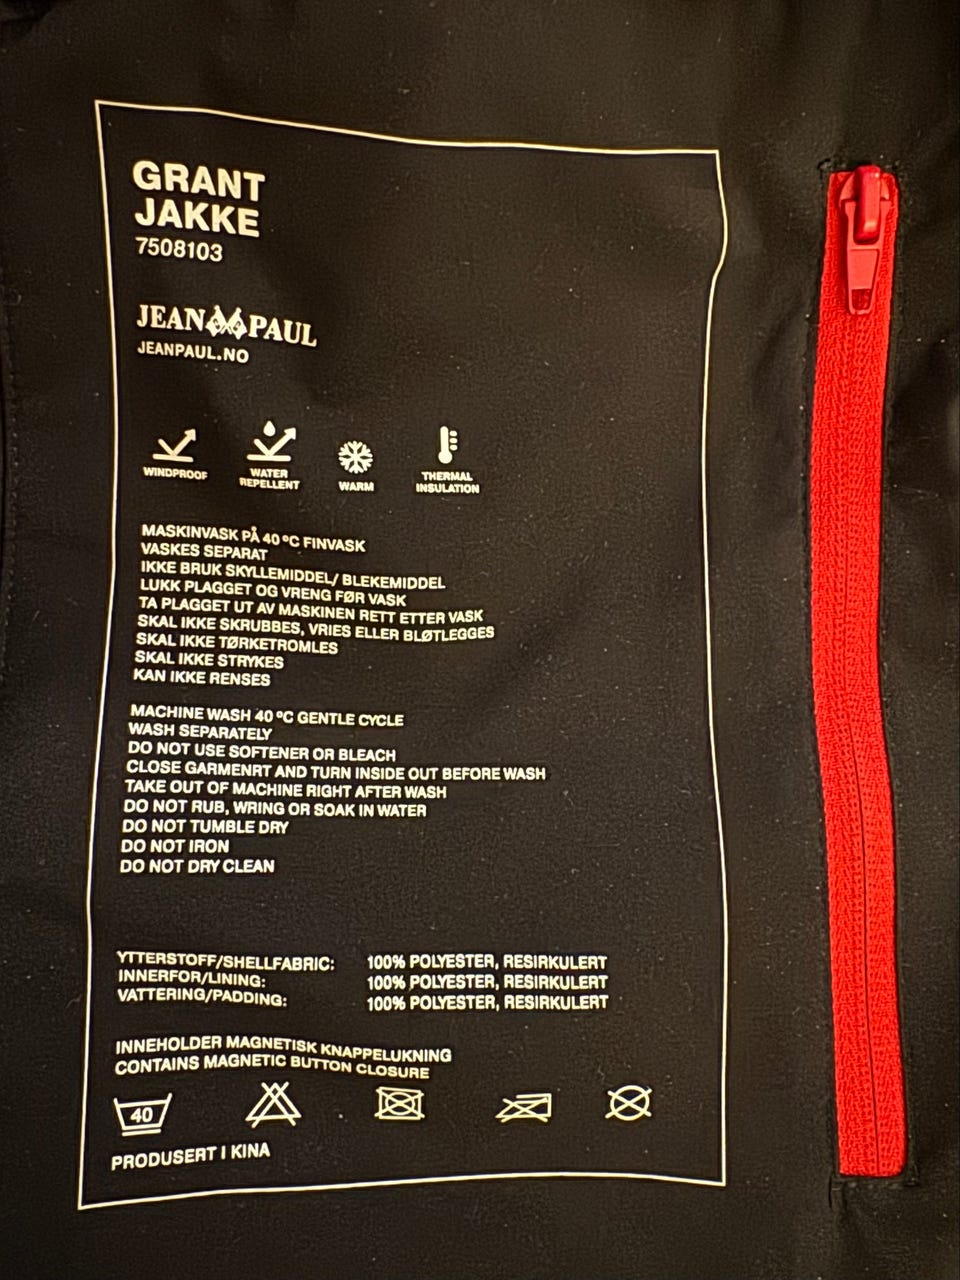 GRANT
JAKKE
7508103
JEAN PAUL
JEANPAUL.NO
WINDPROOF
WATER REPELLENT
WARM
THERMAL INSULATION
MASKINVASK PÅ 40 ºC FINVASK
VASKES SEPARAT
IKKE BRUK SKYLLEMIDDEL/ BLEKEMIDDEL
LUKK PLAGGET OG VRENG FØR VASK
TA PLAGGET UT AV MASKINEN RETT ETTER VASK
SKAL IKKE SKRUBBES, VRIES ELLER BLØTLEGGES
SKAL IKKE TØRKETROMLES
SKAL IKKE STRYKES
KAN IKKE RENSES
MACHINE WASH 40 ºC GENTLE CYCLE
WASH SEPARATELY
DO NOT USE SOFTENER OR BLEACH
CLOSE GARMENRT AND TURN INSIDE OUT BEFORE WASH
TAKE OUT OF MACHINE RIGHT AFTER WASH
DO NOT RUB, WRING OR SOAK IN WATER
DO NOT TUMBLE DRY
DO NOT IRON
DO NOT DRY CLEAN
YTTERSTOFF/SHELLFABRIC: 100% POLYESTER, RESIRKULERT
INNERFOR/LINING: 100% POLYESTER, RESIRKULERT
VATTERING/PADDING: 100% POLYESTER, RESIRKULERT
INNEHOLDER MAGNETISK KNAPPELUKNING
CONTAINS MAGNETIC BUTTON CLOSURE
40
PRODUSERT I KINA